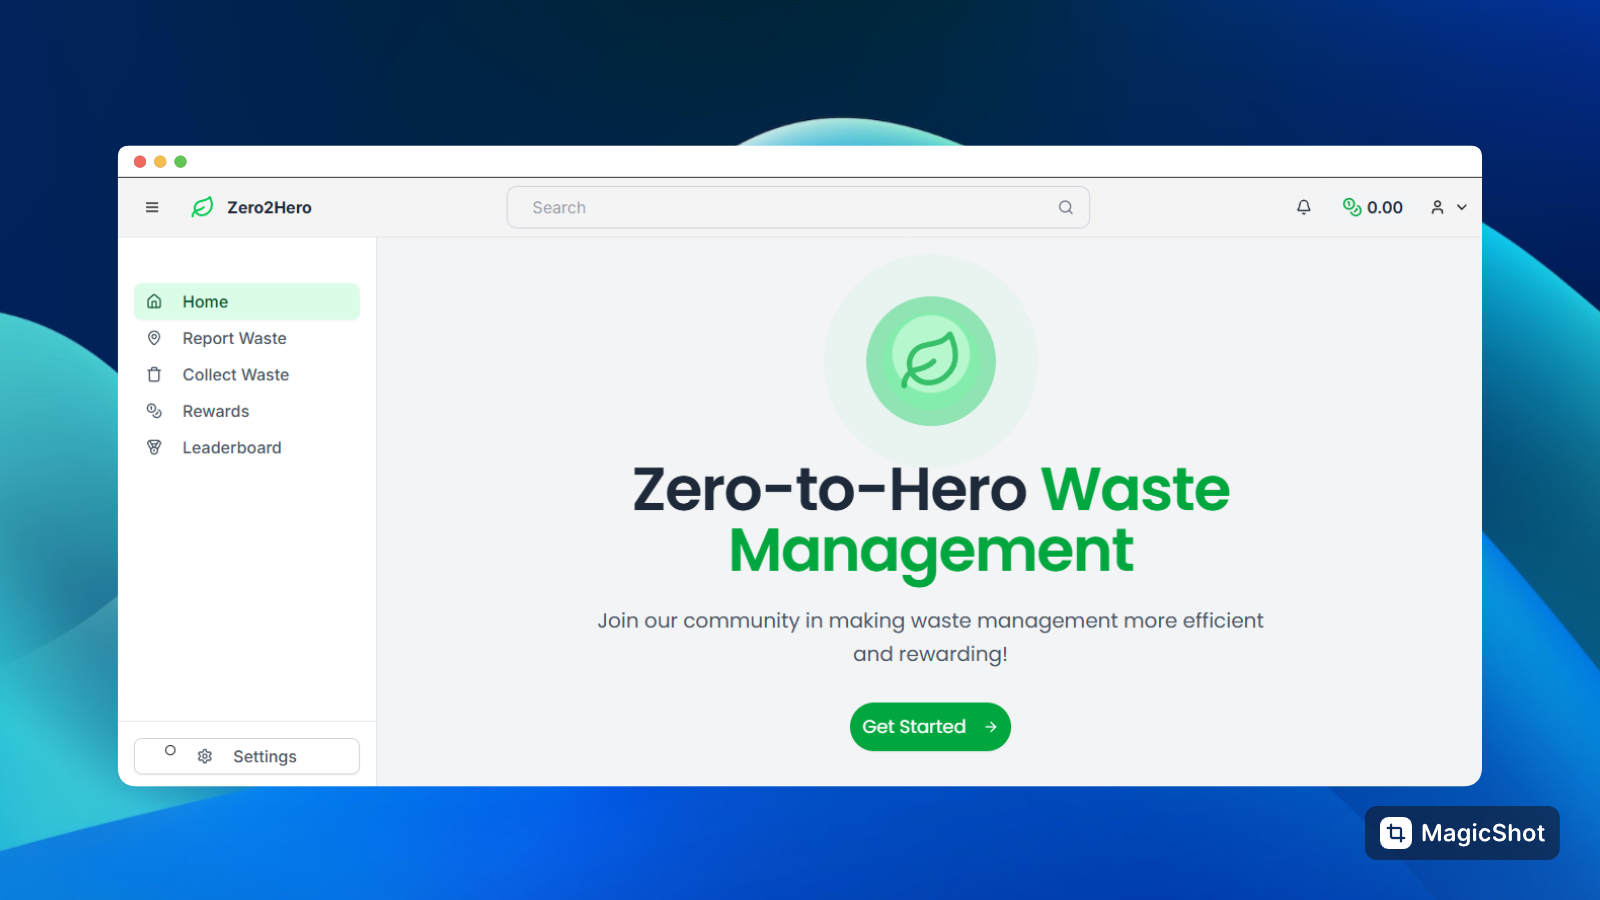 Zero2Hero
Search
0.00
Home
Report Waste
Collect Waste
Rewards
Leaderboard
Settings
Zero-to-Hero Waste
Management
Join our community in making waste management more efficient
and rewarding!
Get Started
MagicShot